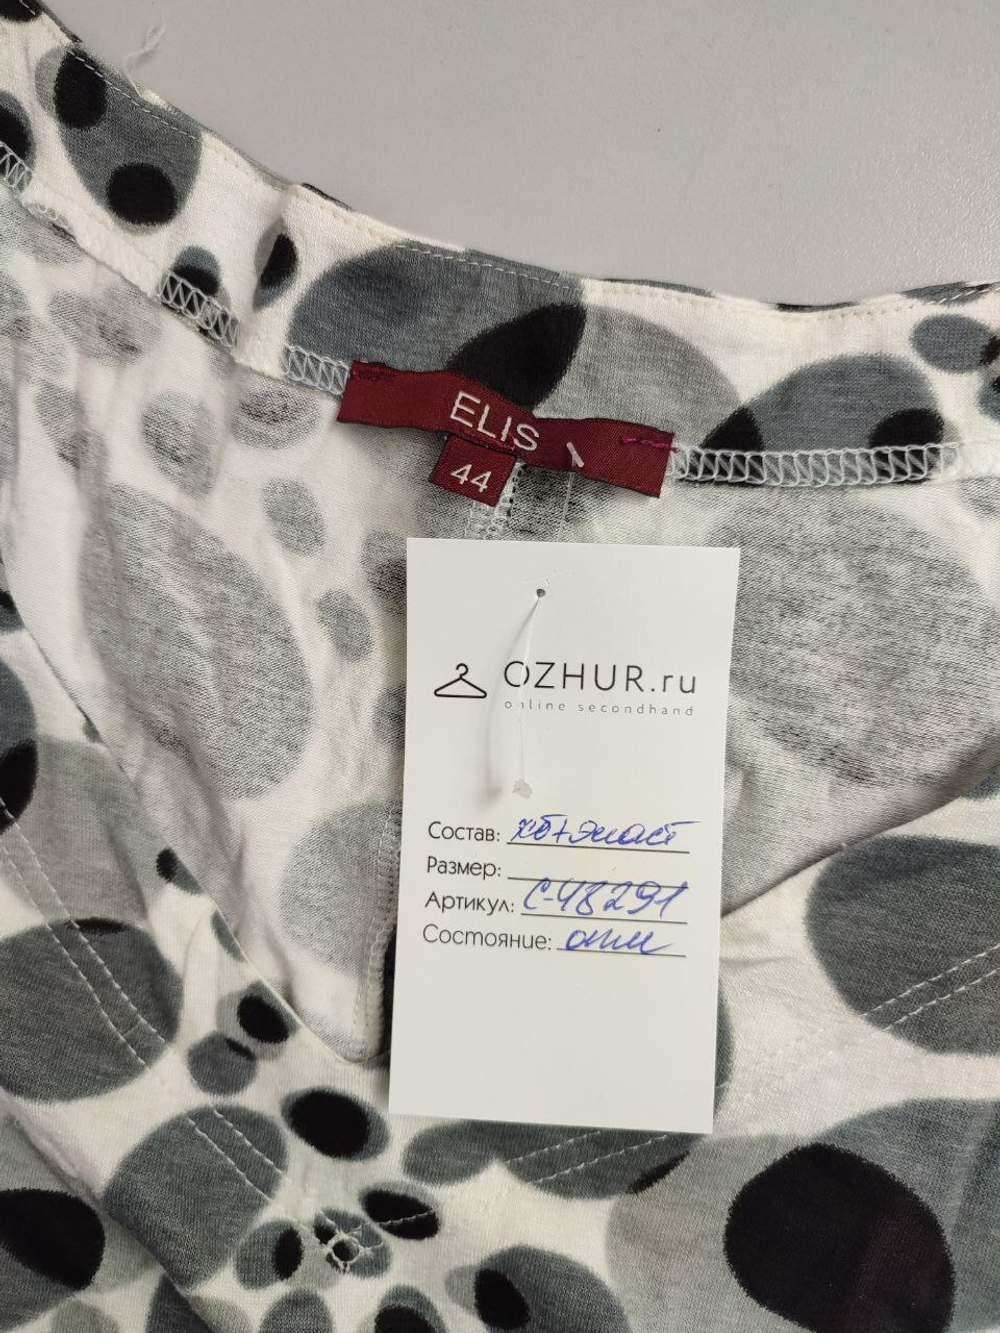 ELIS
44
OZHUR.ru
online secondhand
Состав: хб+эласт
Размер:
Артикул: С-48291
Состояние: отл